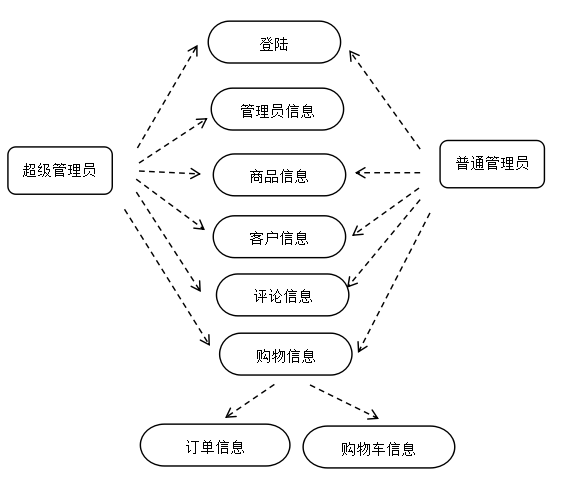 登陆
管理员信息
超级管理员
普通管理员
商品信息
客户信息
评论信息
购物信息
订单信息
购物车信息